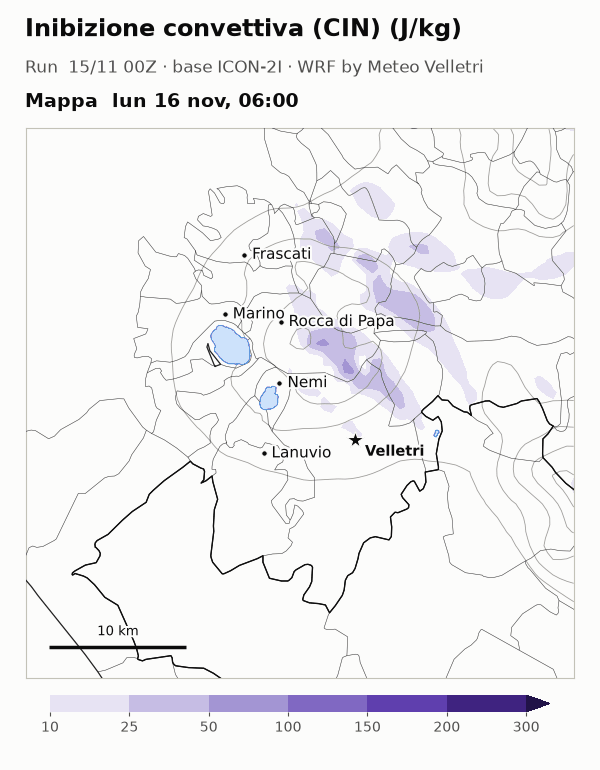 Inibizione convettiva (CIN) (J/kg)
Run  15/11 00Z · base ICON-2I · WRF by Meteo Velletri
Mappa  lun 16 nov, 06:00
Frascati
Marino
Rocca di Papa
Nemi
Velletri
Lanuvio
10 km
10 25 50 100 150 200 300